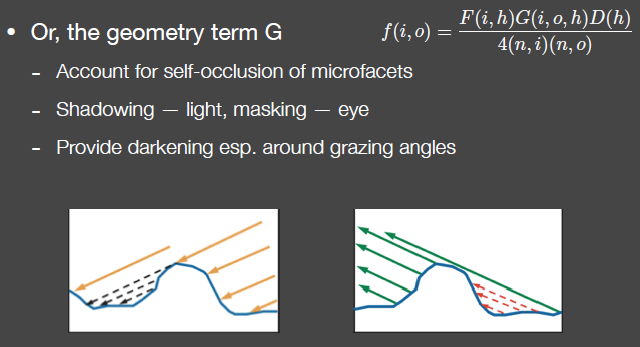 • Or, the geometry term G
f(i, o) = F(i, h)G(i, o, h)D(h) / 4(n, i)(n, o)
- Account for self-occlusion of microfacets
- Shadowing — light, masking — eye
- Provide darkening esp. around grazing angles